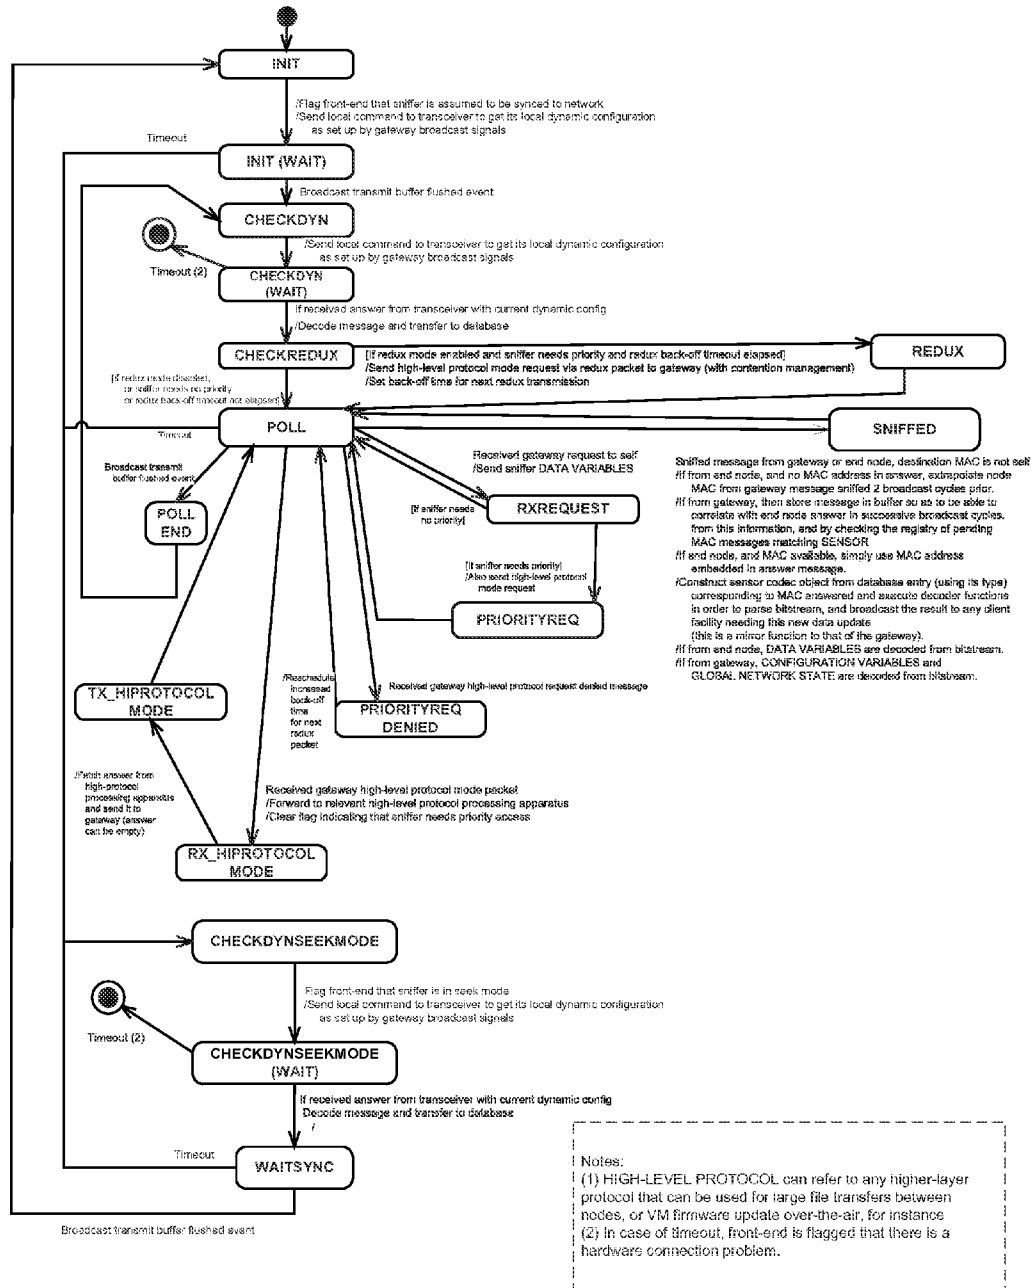 INIT
/Flag front-end that sniffer is assumed to be synced to network
/Send local command to transceiver to get its local dynamic configuration
as set up by gateway broadcast signals
Timeout
INIT (WAIT)
Broadcast transmit buffer flushed event
CHECKDYN
/Send local command to transceiver to get its local dynamic configuration
as set up by gateway broadcast signals
Timeout (2)
CHECKDYN
(WAIT)
If received answer from transceiver with current dynamic config
/Decode message and transfer to database
CHECKREDUX
[If redux mode enabled and sniffer needs priority and redux back-off timeout elapsed]
/Send high-level protocol mode request via redux packet to gateway (with contention management)
/Set back-off time for next redux transmission
REDUX
[If redux mode disabled,
or sniffer needs no priority
or redux back-off timeout not elapsed]
POLL
Timeout
SNIFFED
Sniffed message from gateway or end node, destination MAC is not self
/If from end node, and no MAC address in answer, extrapolate node
MAC from gateway message sniffed 2 broadcast cycles prior.
/If from gateway, then store message in buffer so as to be able to
correlate with end node answer in successive broadcast cycles,
from this information, and by checking the registry of pending
MAC messages matching SENSOR
/If end node, and MAC available, simply use MAC address
embedded in answer message.
/Construct sensor codec object from database entry (using its type)
corresponding to MAC answered and execute decoder functions
in order to parse bitstream, and broadcast the result to any client
facility needing this new data update
(this is a mirror function to that of the gateway).
/If from end node, DATA VARIABLES are decoded from bitstream.
/If from gateway, CONFIGURATION VARIABLES and
GLOBAL NETWORK STATE are decoded from bitstream.
Broadcast transmit
buffer flushed event
POLL
END
Received gateway request to self
/Send sniffer DATA VARIABLES
[If sniffer needs
no priority]
RXREQUEST
[If sniffer needs priority]
/Also send high-level protocol
mode request
PRIORITYREQ
/Reschedule
increased
back-off
time
for next
redux
packet
Received gateway high-level protocol request denied message
PRIORITYREQ
DENIED
TX_HIPROTOCOL
MODE
/Fetch answer from
high-protocol
processing apparatus
and send it to
gateway (answer
can be empty)
Received gateway high-level protocol mode packet
/Forward to relevant high-level protocol processing apparatus
/Clear flag indicating that sniffer needs priority access
RX_HIPROTOCOL
MODE
CHECKDYNSEEKMODE
Flag front-end that sniffer is in seek mode
/Send local command to transceiver to get its local dynamic configuration
as set up by gateway broadcast signals
Timeout (2)
CHECKDYNSEEKMODE
(WAIT)
If received answer from transceiver with current dynamic config
Decode message and transfer to database
/
Timeout
WAITSYNC
Broadcast transmit buffer flushed event
Notes:
(1) HIGH-LEVEL PROTOCOL can refer to any higher-layer
protocol that can be used for large file transfers between
nodes, or VM firmware update over-the-air, for instance
(2) In case of timeout, front-end is flagged that there is a
hardware connection problem.